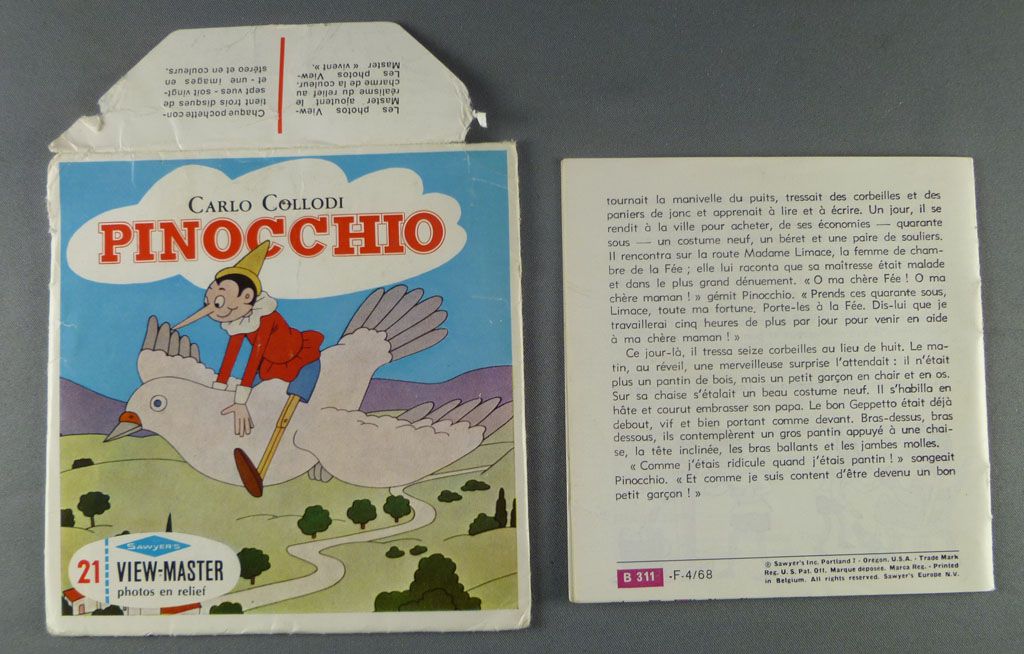 Chaque pochette con-
tient trois disques de
sept vues - soit vingt-
et - une - images en
stéreo et en couleurs.
Les photos View-
Master ajoutent le
réalisme du relief au
charme de la couleur.
Les photos View-
Master « vivent ».
CARLO COLLODI
PINOCCHIO
SAWYER'S
21 VIEW-MASTER
photos en relief
tournait la manivelle du puits, tressait des corbeilles et des
paniers de jonc et apprenait à lire et à écrire. Un jour, il se
rendit à la ville pour acheter, de ses économies — quarante
sous — un costume neuf, un béret et une paire de souliers.
Il rencontra sur la route Madame Limace, la femme de cham-
bre de la Fée ; elle lui raconta que sa maîtresse était malade
et dans le plus grand dénuement. « O ma chère Fée ! O ma
chère maman ! » gémit Pinocchio. « Prends ces quarante sous,
Limace, toute ma fortune. Porte-les à la Fée. Dis-lui que je
travaillerai cinq heures de plus par jour pour venir en aide
à ma chère maman ! »
Ce jour-là, il tressa seize corbeilles au lieu de huit. Le ma-
tin, au réveil, une merveilleuse surprise l'attendait : il n'était
plus un pantin de bois, mais un petit garçon en chair et en os.
Sur sa chaise s'étalait un beau costume neuf. Il s'habilla en
hâte et courut embrasser son papa. Le bon Geppetto était déjà
debout, vif et bien portant comme devant. Bras-dessus, bras
dessous, ils contemplèrent un gros pantin appuyé à une chai-
se, la tête inclinée, les bras ballants et les jambes molles.
« Comme j'étais ridicule quand j'étais pantin ! » songeait
Pinocchio. « Et comme je suis content d'être devenu un bon
petit garçon ! »
B 311 -F-4/68
® Sawyer's Inc. Portland 7 - Oregon. U.S.A. - Trade Mark
Reg. U. S. Pat. Off. Marque deposee. Marca Reg. - Printed
in Belgium. All rights reserved. Sawyer's Europe N.V.